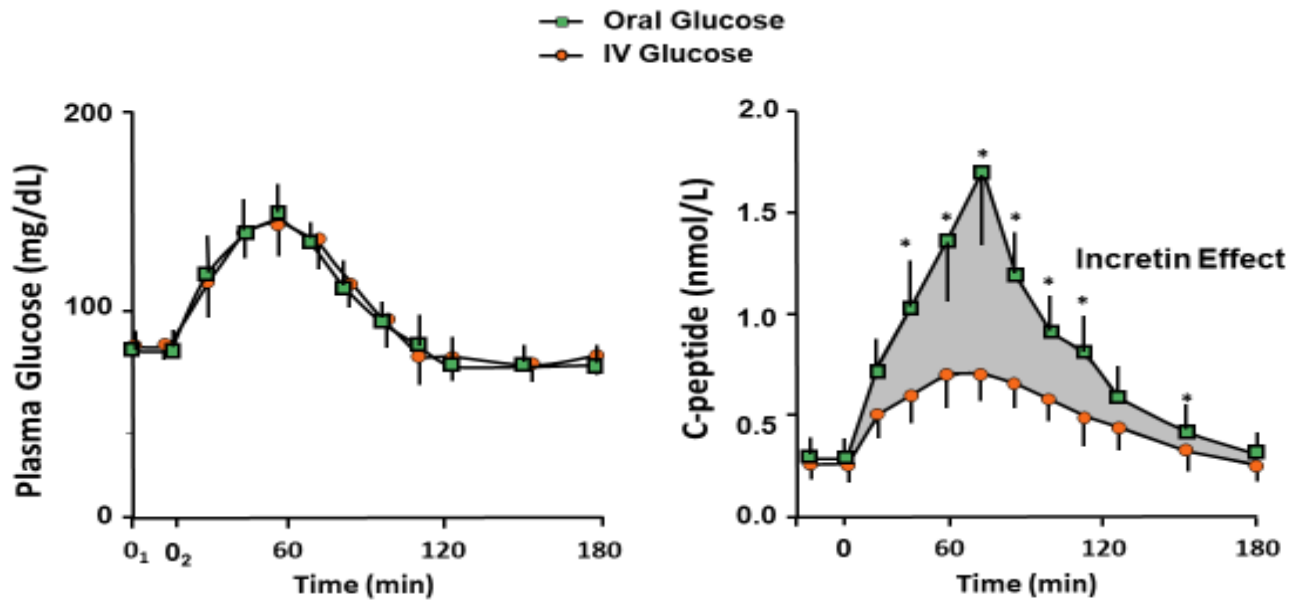 Oral Glucose
IV Glucose
Plasma Glucose (mg/dL)
200
100
0
0₁ 0₂ 60 120 180
Time (min)
C-peptide (nmol/L)
2.0
1.5
1.0
0.5
0.0
* * * * * * *
Incretin Effect
0 60 120 180
Time (min)